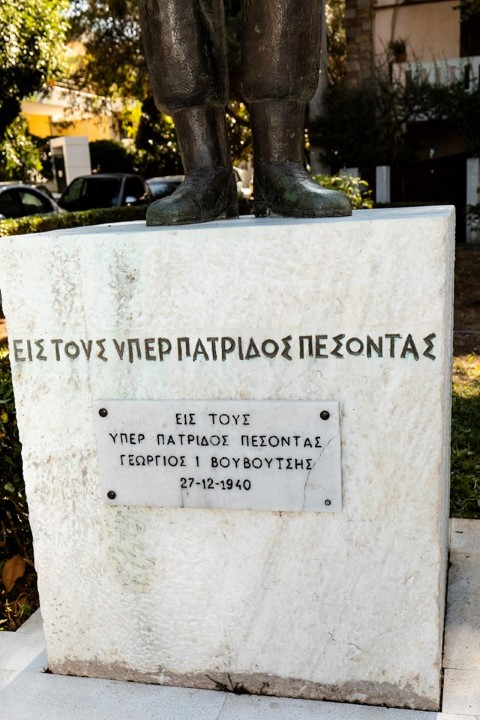 ΕΙΣ ΤΟΥΣ ΥΠΕΡ ΠΑΤΡΙΔΟΣ ΠΕΣΟΝΤΑΣ
ΕΙΣ ΤΟΥΣ
ΥΠΕΡ ΠΑΤΡΙΔΟΣ ΠΕΣΟΝΤΑΣ
ΓΕΩΡΓΙΟΣ Ι ΒΟΥΒΟΥΤΣΗΣ
27-12-1940